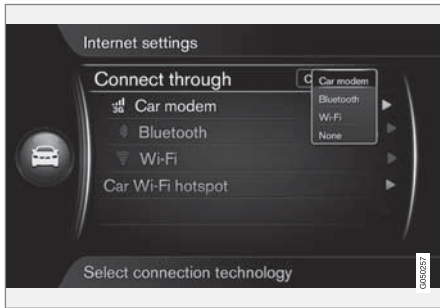 Internet settings
Connect through
C
Car modem
Bluetooth
Wi-Fi
None
3G Car modem
Bluetooth
Wi-Fi
Car Wi-Fi hotspot
Select connection technology
G050257